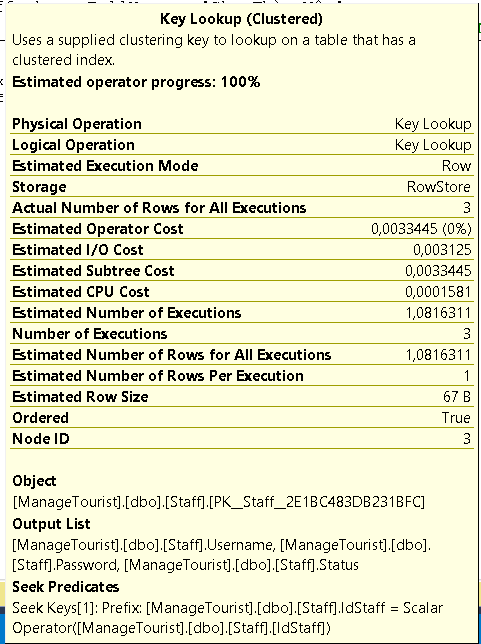 Key Lookup (Clustered)
Uses a supplied clustering key to lookup on a table that has a
clustered index.
Estimated operator progress: 100%
Physical Operation Key Lookup
Logical Operation Key Lookup
Estimated Execution Mode Row
Storage RowStore
Actual Number of Rows for All Executions 3
Estimated Operator Cost 0,0033445 (0%)
Estimated I/O Cost 0,003125
Estimated Subtree Cost 0,0033445
Estimated CPU Cost 0,0001581
Estimated Number of Executions 1,0816311
Number of Executions 3
Estimated Number of Rows for All Executions 1,0816311
Estimated Number of Rows Per Execution 1
Estimated Row Size 67 B
Ordered True
Node ID 3
Object
[ManageTourist].[dbo].[Staff].[PK__Staff__2E1BC483DB231BFC]
Output List
[ManageTourist].[dbo].[Staff].Username, [ManageTourist].[dbo].
[Staff].Password, [ManageTourist].[dbo].[Staff].Status
Seek Predicates
Seek Keys[1]: Prefix: [ManageTourist].[dbo].[Staff].IdStaff = Scalar
Operator([ManageTourist].[dbo].[Staff].[IdStaff])